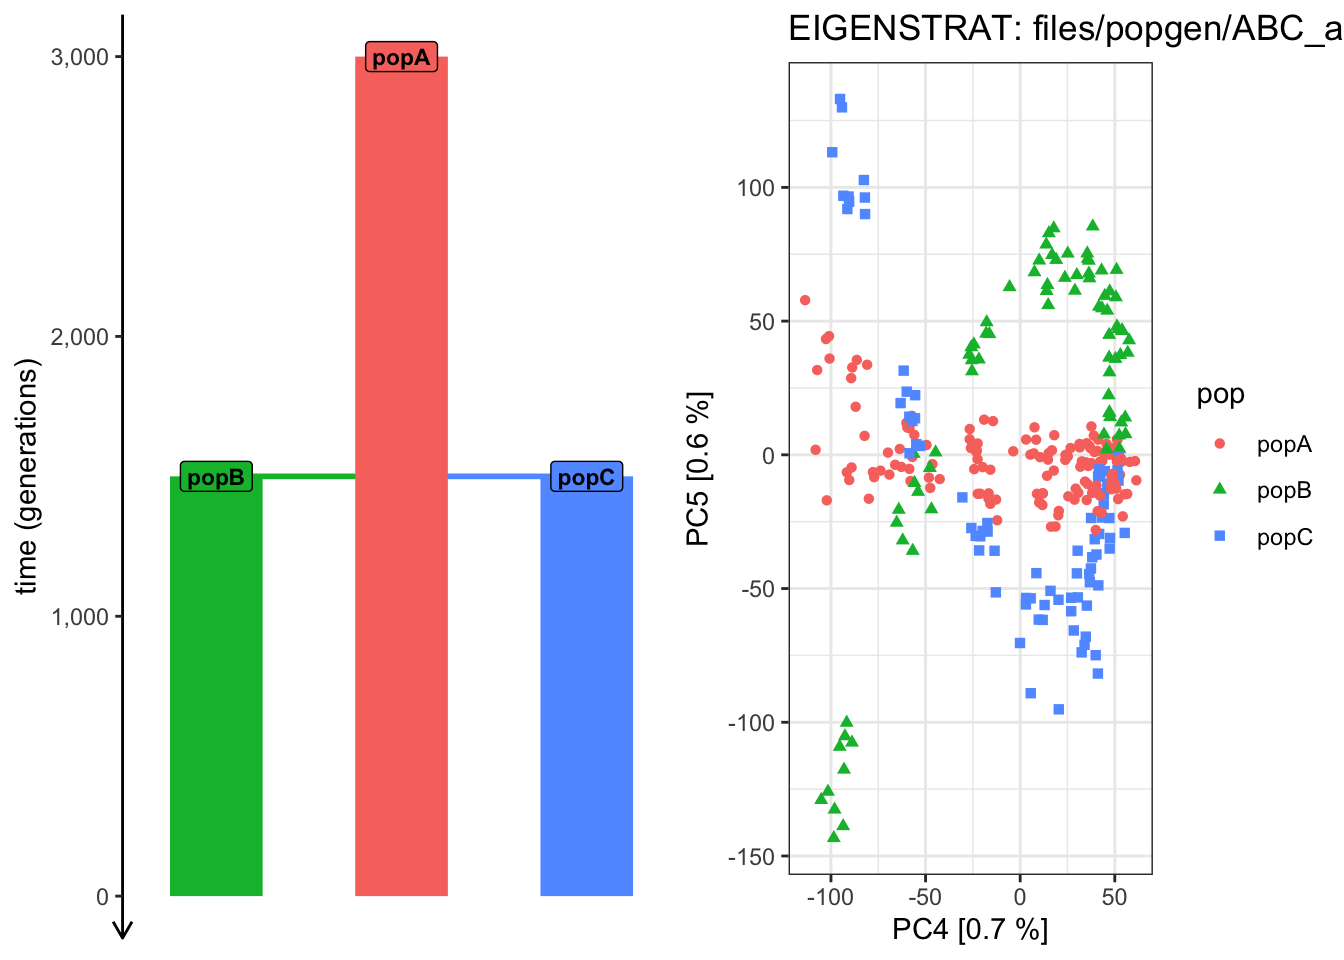 3,000
2,000
1,000
0
time (generations)
popA
popB
popC
EIGENSTRAT: files/popgen/ABC_a
100
50
0
-50
-100
-150
PC5 [0.6 %]
-100 -50 0 50
PC4 [0.7 %]
pop
popA
popB
popC